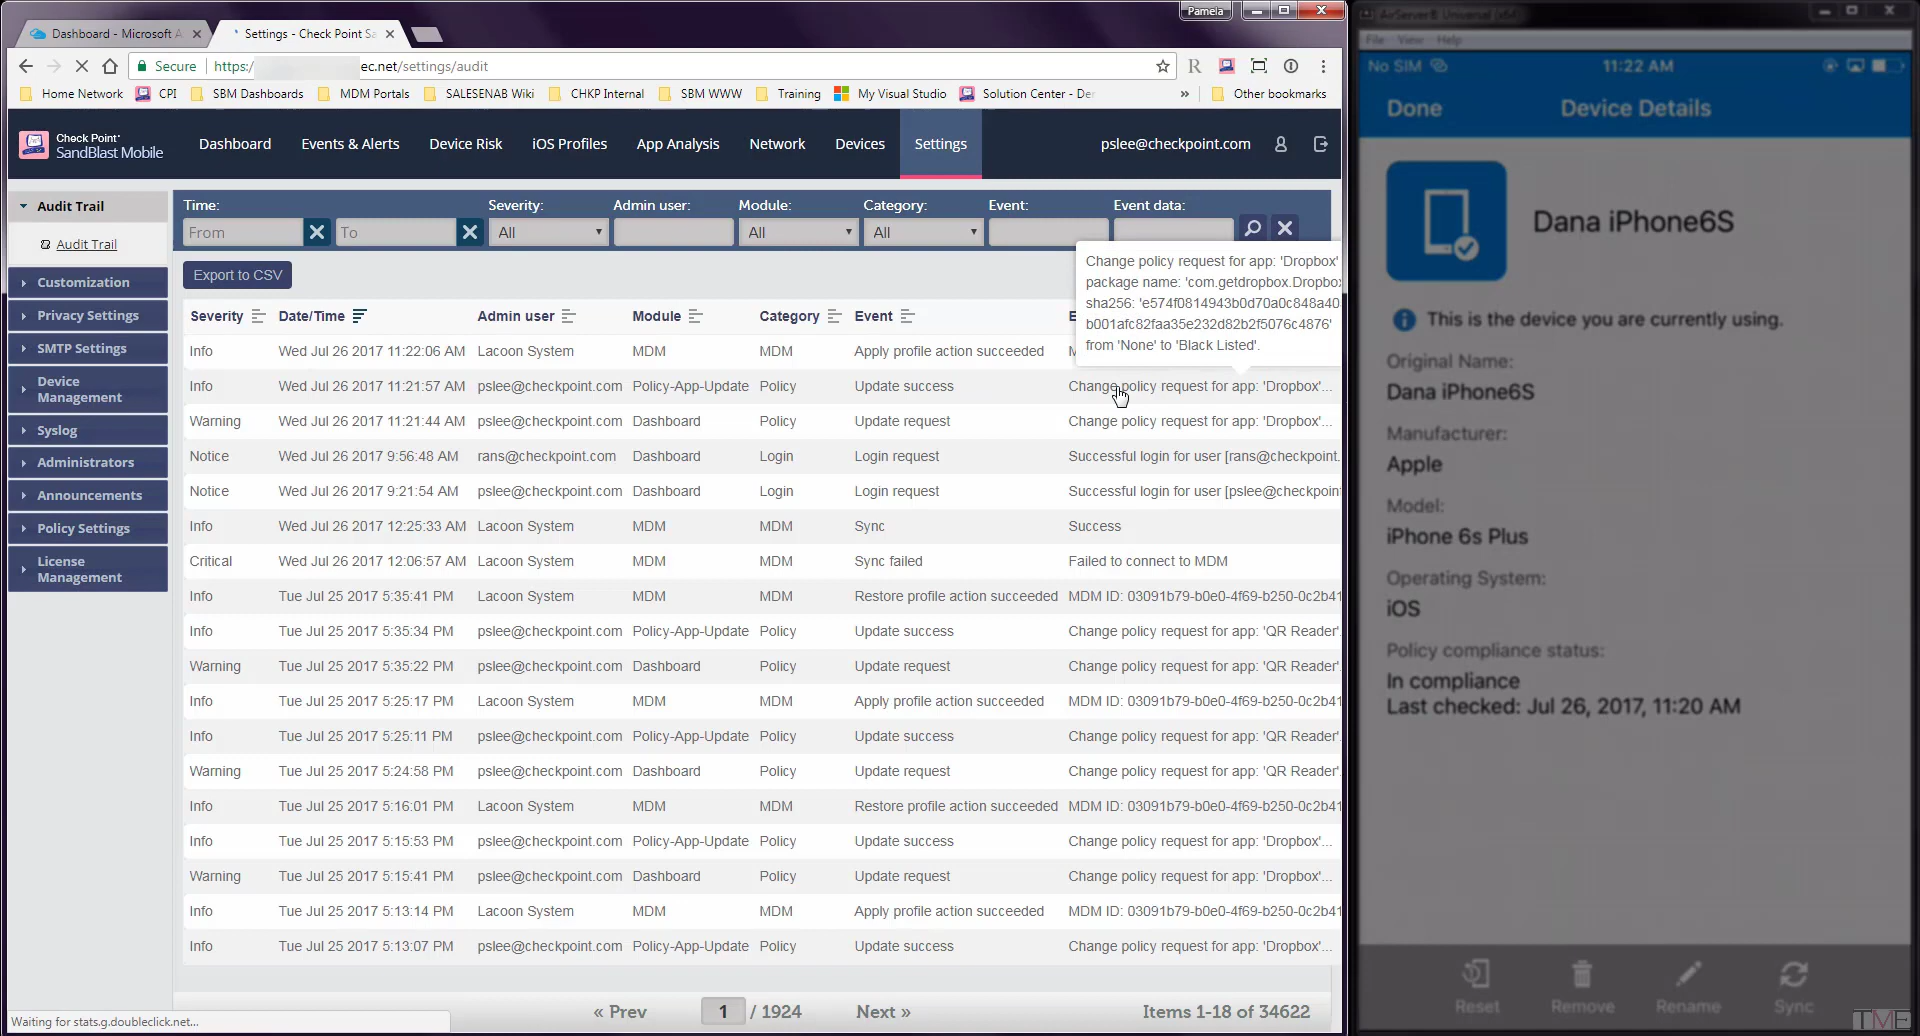 Pamela
Dashboard - Microsoft A
Settings - Check Point Sa
Secure
https:/
ec.net/settings/audit
Home Network
CPI
SBM Dashboards
MDM Portals
SALESENAB Wiki
CHKP Internal
SBM WWW
Training
My Visual Studio
Solution Center - Der
»
Other bookmarks
Check Point
SandBlast Mobile
Dashboard
Events & Alerts
Device Risk
iOS Profiles
App Analysis
Network
Devices
Settings
pslee@checkpoint.com
Audit Trail
Audit Trail
Customization
Privacy Settings
SMTP Settings
Device
Management
Syslog
Administrators
Announcements
Policy Settings
License
Management
Time:
Severity:
Admin user:
Module:
Category:
Event:
Event data:
From
To
All
All
All
Export to CSV
Change policy request for app: 'Dropbox'
package name: 'com.getdropbox.Dropbox
sha256: 'e574f0814943b0d70a0c848a40
b001afc82faa35e232d82b2f5076c4876'
from 'None' to 'Black Listed'.
Severity Date/Time Admin user Module Category Event E
Info Wed Jul 26 2017 11:22:06 AM Lacoon System MDM MDM Apply profile action succeeded M
Info Wed Jul 26 2017 11:21:57 AM pslee@checkpoint.com Policy-App-Update Policy Update success Change policy request for app: 'Dropbox'...
Warning Wed Jul 26 2017 11:21:44 AM pslee@checkpoint.com Dashboard Policy Update request Change policy request for app: 'Dropbox'...
Notice Wed Jul 26 2017 9:56:48 AM rans@checkpoint.com Dashboard Login Login request Successful login for user [rans@checkpoint.
Notice Wed Jul 26 2017 9:21:54 AM pslee@checkpoint.com Dashboard Login Login request Successful login for user [pslee@checkpoint
Info Wed Jul 26 2017 12:25:33 AM Lacoon System MDM MDM Sync Success
Critical Wed Jul 26 2017 12:06:57 AM Lacoon System MDM MDM Sync failed Failed to connect to MDM
Info Tue Jul 25 2017 5:35:41 PM Lacoon System MDM MDM Restore profile action succeeded MDM ID: 03091b79-b0e0-4f69-b250-0c2b41
Info Tue Jul 25 2017 5:35:34 PM pslee@checkpoint.com Policy-App-Update Policy Update success Change policy request for app: 'QR Reader'.
Warning Tue Jul 25 2017 5:35:22 PM pslee@checkpoint.com Dashboard Policy Update request Change policy request for app: 'QR Reader'.
Info Tue Jul 25 2017 5:25:17 PM Lacoon System MDM MDM Apply profile action succeeded MDM ID: 03091b79-b0e0-4f69-b250-0c2b41
Info Tue Jul 25 2017 5:25:11 PM pslee@checkpoint.com Policy-App-Update Policy Update success Change policy request for app: 'QR Reader'.
Warning Tue Jul 25 2017 5:24:58 PM pslee@checkpoint.com Dashboard Policy Update request Change policy request for app: 'QR Reader'.
Info Tue Jul 25 2017 5:16:01 PM Lacoon System MDM MDM Restore profile action succeeded MDM ID: 03091b79-b0e0-4f69-b250-0c2b41
Info Tue Jul 25 2017 5:15:53 PM pslee@checkpoint.com Policy-App-Update Policy Update success Change policy request for app: 'Dropbox'...
Warning Tue Jul 25 2017 5:15:41 PM pslee@checkpoint.com Dashboard Policy Update request Change policy request for app: 'Dropbox'...
Info Tue Jul 25 2017 5:13:14 PM Lacoon System MDM MDM Apply profile action succeeded MDM ID: 03091b79-b0e0-4f69-b250-0c2b41
Info Tue Jul 25 2017 5:13:07 PM pslee@checkpoint.com Policy-App-Update Policy Update success Change policy request for app: 'Dropbox'...
« Prev 1 / 1924 Next » Items 1-18 of 34622
Waiting for stats.g.doubleclick.net...
AirServer® Universal (x64)
File View Help
No SIM 11:22 AM
Done Device Details
Dana iPhone6S
This is the device you are currently using.
Original Name:
Dana iPhone6S
Manufacturer:
Apple
Model:
iPhone 6s Plus
Operating System:
iOS
Policy compliance status:
In compliance
Last checked: Jul 26, 2017, 11:20 AM
Reset Remove Rename Sync
TME